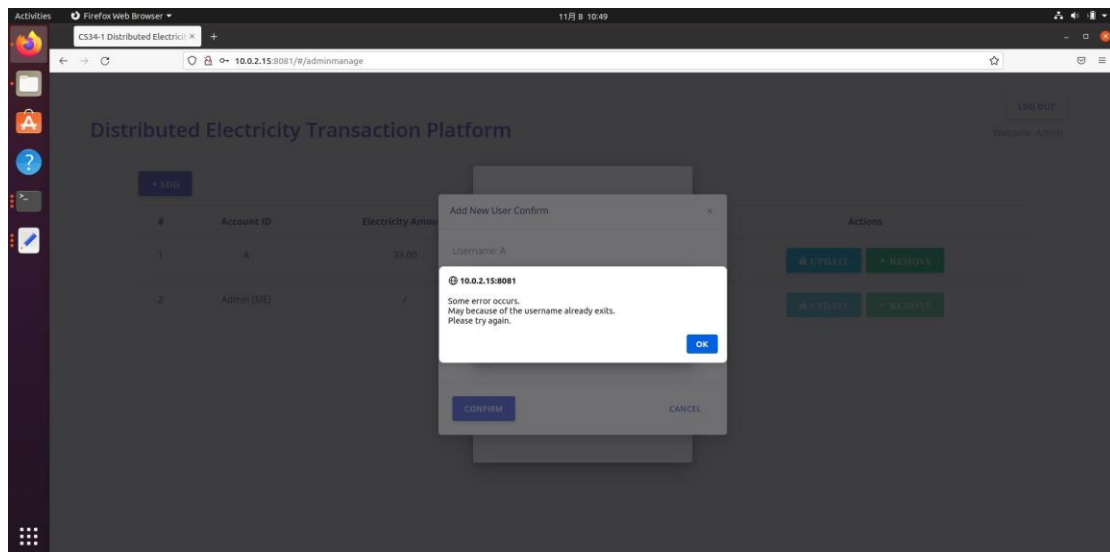 Activities Firefox Web Browser 11月 8 10:49
CS34-1 Distributed Electricit × +
10.0.2.15:8081/#/adminmanage
LOG OUT
Distributed Electricity Transaction Platform
Welcome, Admin
+ ADD
Add New User Confirm ×
# Account ID Electricity Amou Actions
Username: A
1 A 33.00 UPDATE × REMOVE
10.0.2.15:8081
2 Admin (ME) / UPDATE × REMOVE
Some error occurs.
May because of the username already exits.
Please try again.
OK
CONFIRM CANCEL